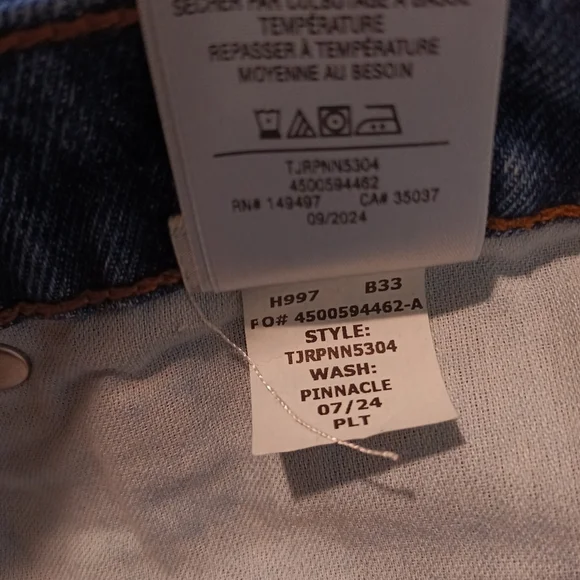 SÉCHER PAR CULBUTAGE À BASSE
TEMPÉRATURE
REPASSER À TEMPÉRATURE
MOYENNE AU BESOIN
TJRPNN5304
4500594462
RN# 149497 CA# 35037
09/2024
H997 B33
PO# 4500594462-A
STYLE:
TJRPNN5304
WASH:
PINNACLE
07/24
PLT